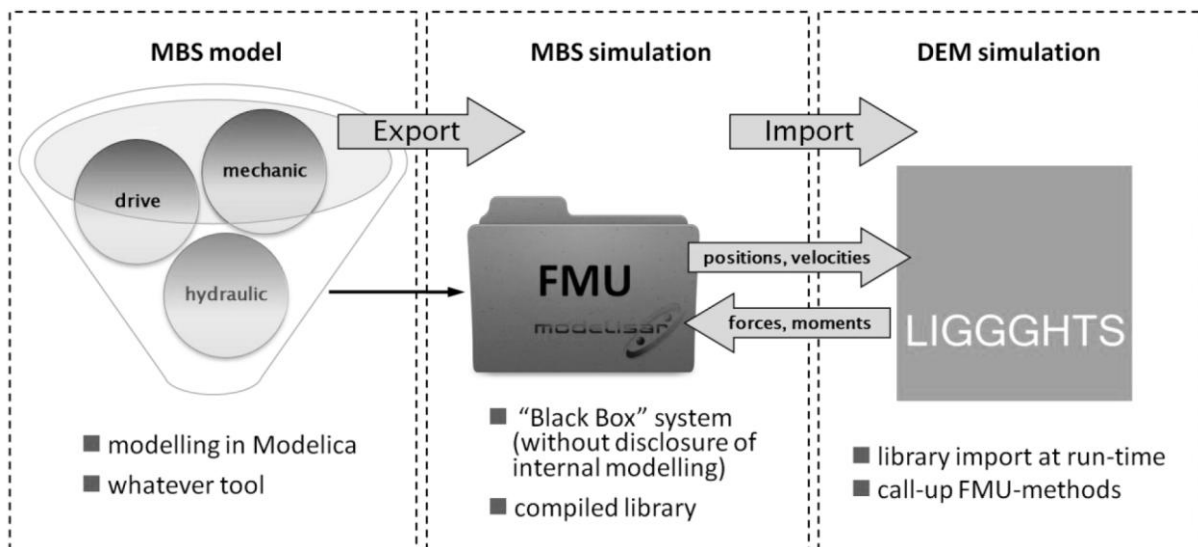 MBS model
drive
mechanic
hydraulic
■ modelling in Modelica
■ whatever tool
Export
MBS simulation
FMU
modelisar
■ “Black Box” system
(without disclosure of
internal modelling)
■ compiled library
Import
positions, velocities
forces, moments
DEM simulation
LIGGGHTS
■ library import at run-time
■ call-up FMU-methods